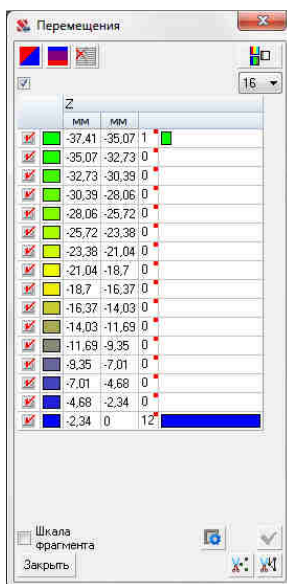 Перемещения
16
Z
мм мм
-37,41 -35,07 1
-35,07 -32,73 0
-32,73 -30,39 0
-30,39 -28,06 0
-28,06 -25,72 0
-25,72 -23,38 0
-23,38 -21,04 0
-21,04 -18,7 0
-18,7 -16,37 0
-16,37 -14,03 0
-14,03 -11,69 0
-11,69 -9,35 0
-9,35 -7,01 0
-7,01 -4,68 0
-4,68 -2,34 0
-2,34 0 12
Шкала
фрагмента
Закрыть